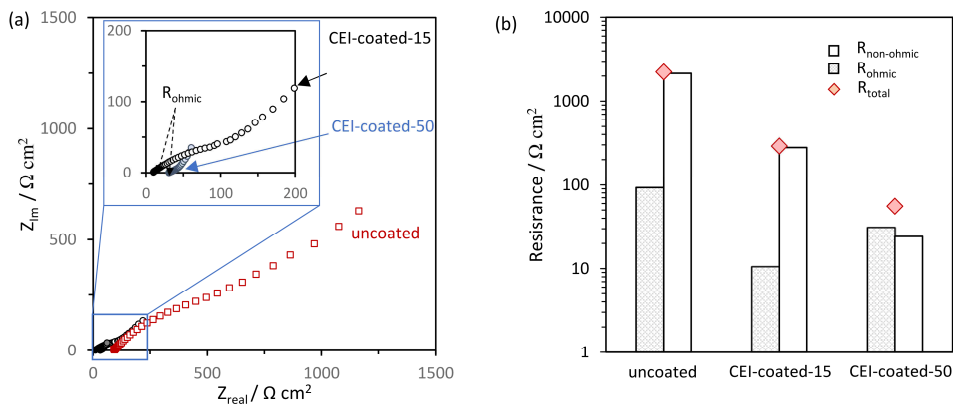 (a)
1500
1000
500
0
Z_Im / Ω cm²
0
500
1000
1500
Z_real / Ω cm²
200
100
0
0
100
200
R_ohmic
CEI-coated-15
CEI-coated-50
uncoated
(b)
10000
1000
100
10
1
Resisrance / Ω cm²
R_non-ohmic
R_ohmic
R_total
uncoated
CEI-coated-15
CEI-coated-50